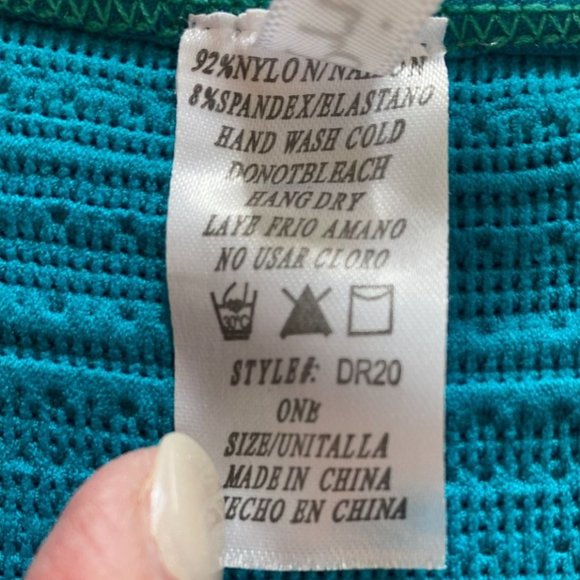 92%NYLON/NAILON
8%SPANDEX/ELASTANO
HAND WASH COLD
DONOTBLEACH
HANG DRY
LAVE FRIO AMANO
NO USAR CLORO
30°C
STYLE#: DR20
ONE
SIZE/UNITALLA
MADE IN CHINA
HECHO EN CHINA